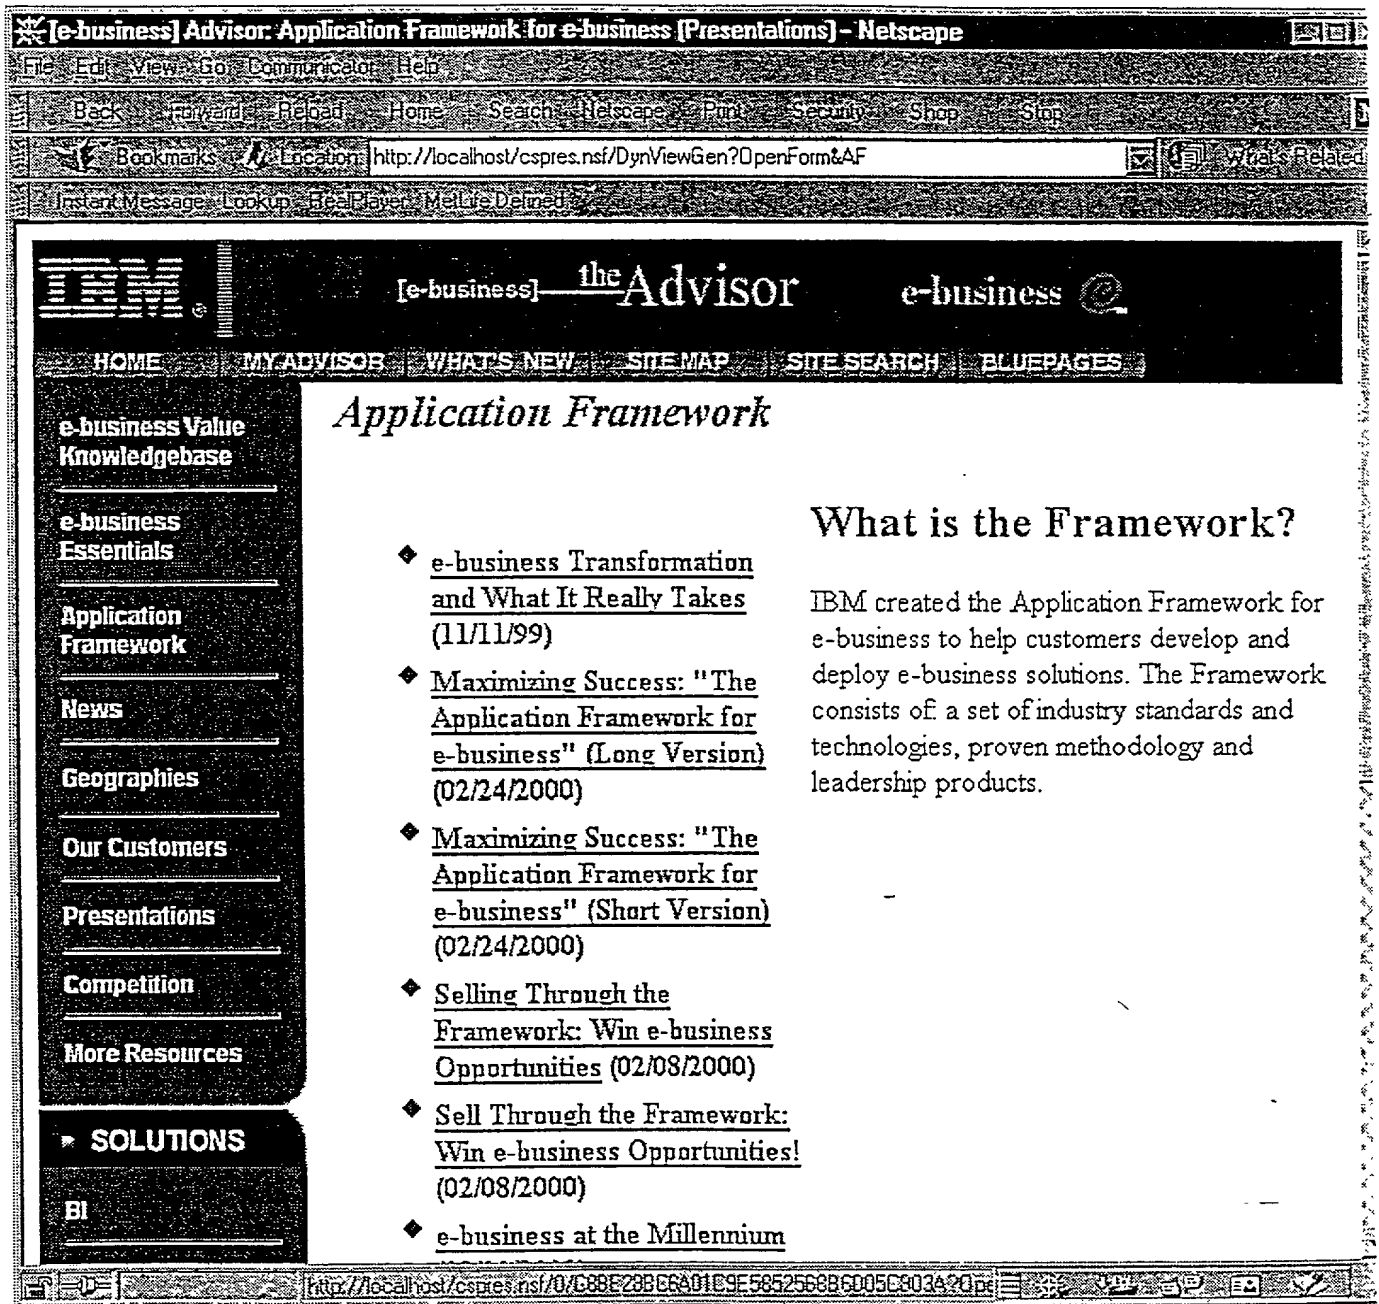 [e-business] Advisor: Application Framework for e-business (Presentations) - Netscape
File Edit View Go Communicator Help
Back Forward Reload Home Search Netscape Print Security Shop Stop
Bookmarks Location: http://localhost/cspres.nsf/DynViewGen?OpenForm&AF What's Related
Instant Message Lookup RealPlayer MetLife Defined
IBM ®
[e-business] the Advisor e-business
HOME MY ADVISOR WHAT'S NEW SITE MAP SITE SEARCH BLUEPAGES
e-business Value
Knowledgebase
e-business
Essentials
Application
Framework
News
Geographies
Our Customers
Presentations
Competition
More Resources
SOLUTIONS
BI
Application Framework
e-business Transformation
and What It Really Takes
(11/11/99)
Maximizing Success: "The
Application Framework for
e-business" (Long Version)
(02/24/2000)
Maximizing Success: "The
Application Framework for
e-business" (Short Version)
(02/24/2000)
Selling Through the
Framework: Win e-business
Opportunities (02/08/2000)
Sell Through the Framework:
Win e-business Opportunities!
(02/08/2000)
e-business at the Millennium
What is the Framework?
IBM created the Application Framework for
e-business to help customers develop and
deploy e-business solutions. The Framework
consists of: a set of industry standards and
technologies, proven methodology and
leadership products.